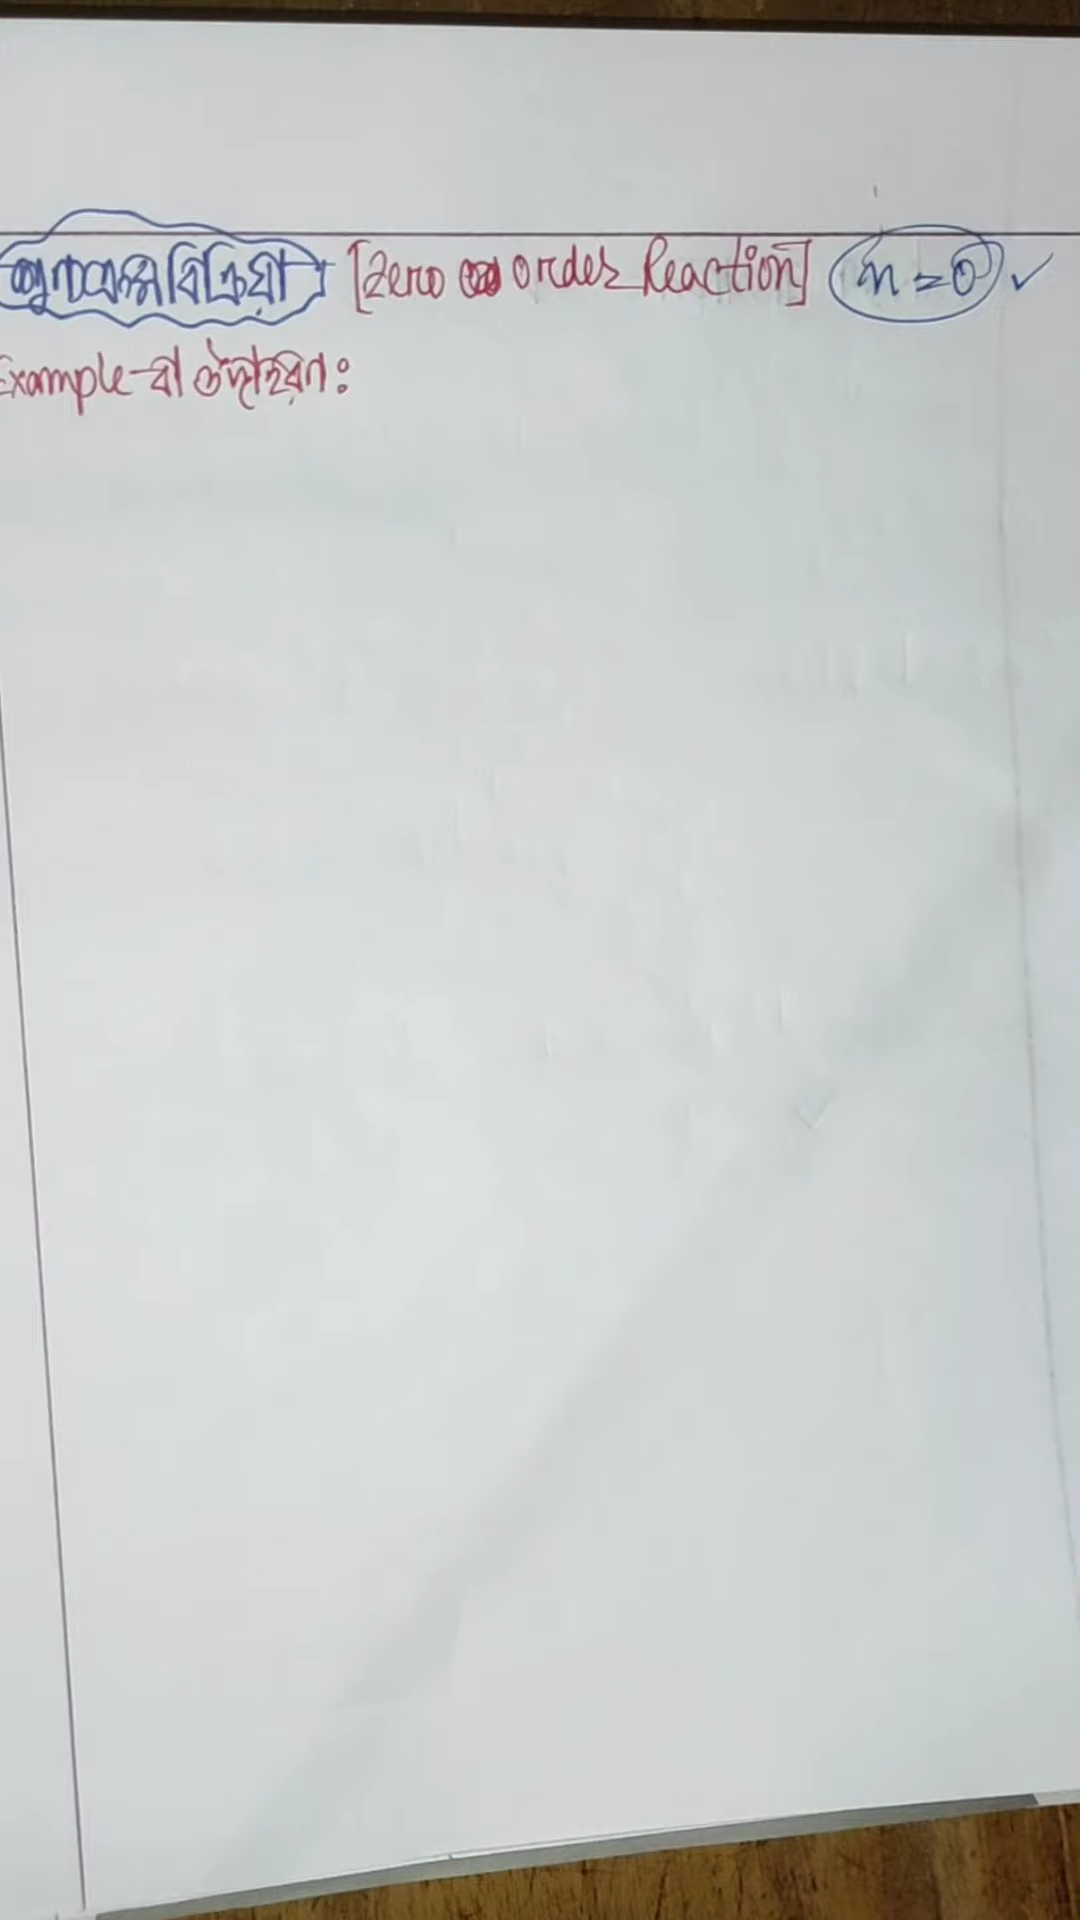 শূন্যক্রম বিক্রিয়া [Zero order Reaction] n = 0 ✓
Example বা উদাহরণ :